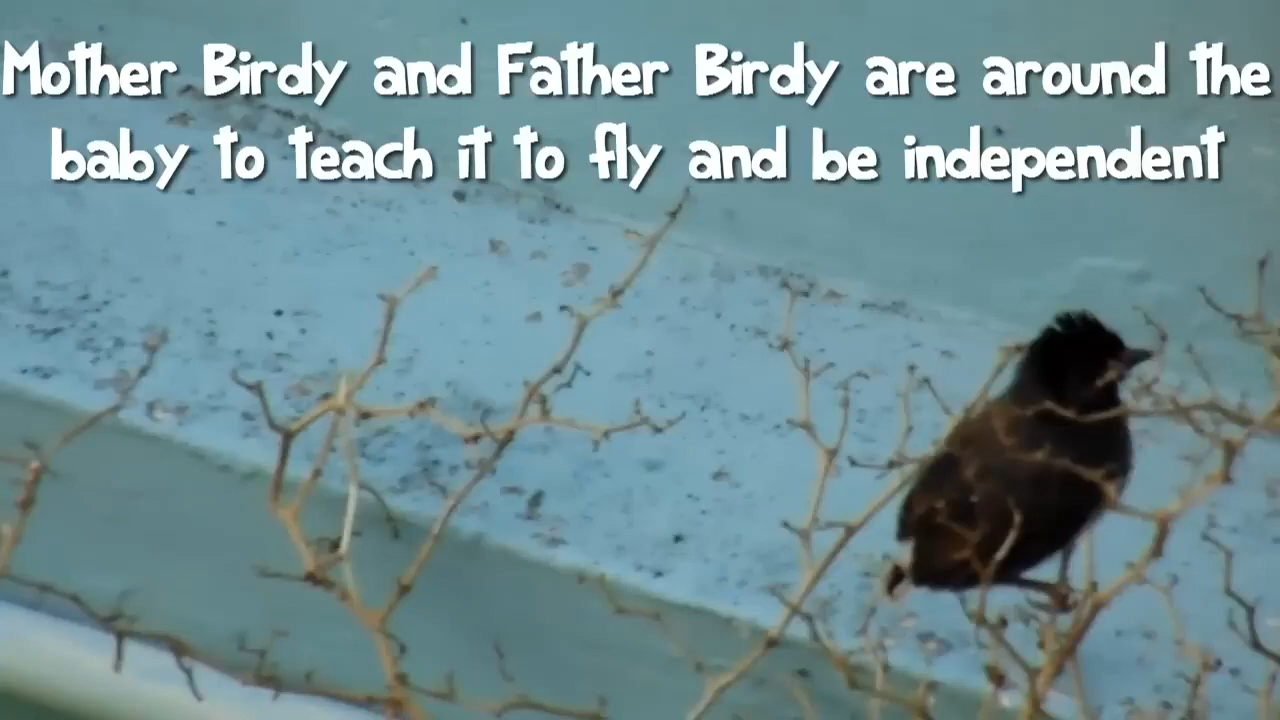 Mother Birdy and Father Birdy are around the
baby to teach it to fly and be independent